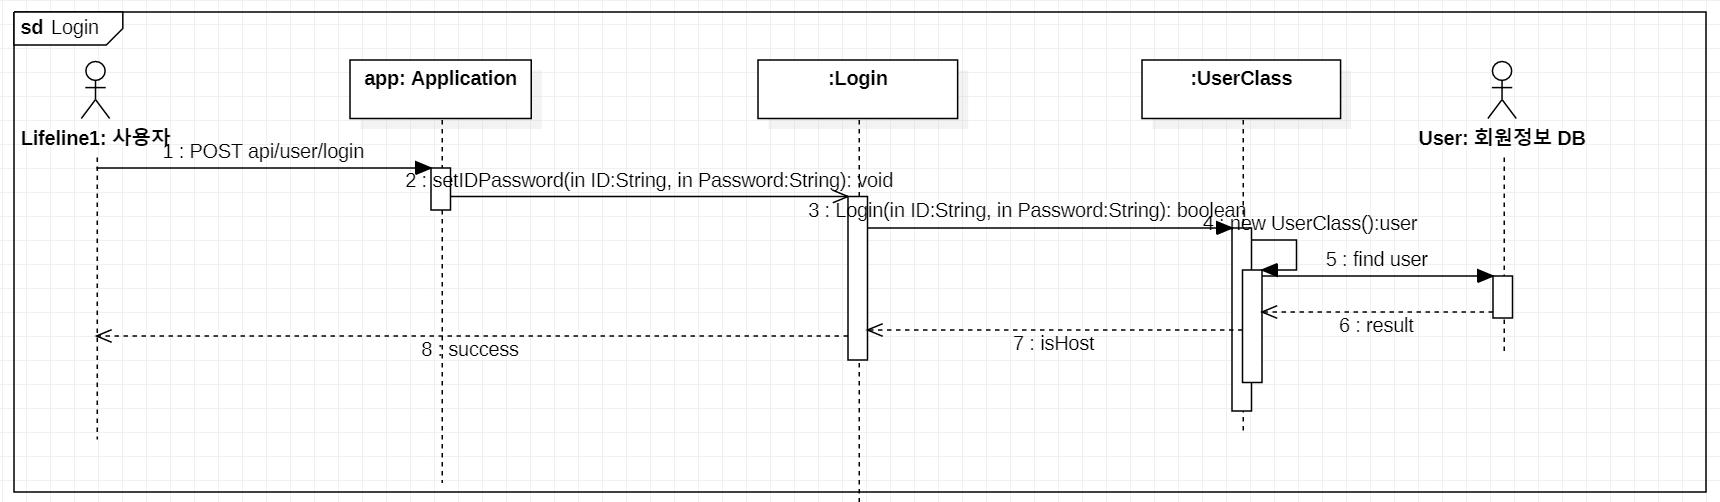 sd Login
app: Application
:Login
:UserClass
Lifeline1: 사용자
User: 회원정보 DB
1 : POST api/user/login
2 : setIDPassword(in ID:String, in Password:String): void
3 : Login(in ID:String, in Password:String): boolean
4 : new UserClass():user
5 : find user
6 : result
7 : isHost
8 : success